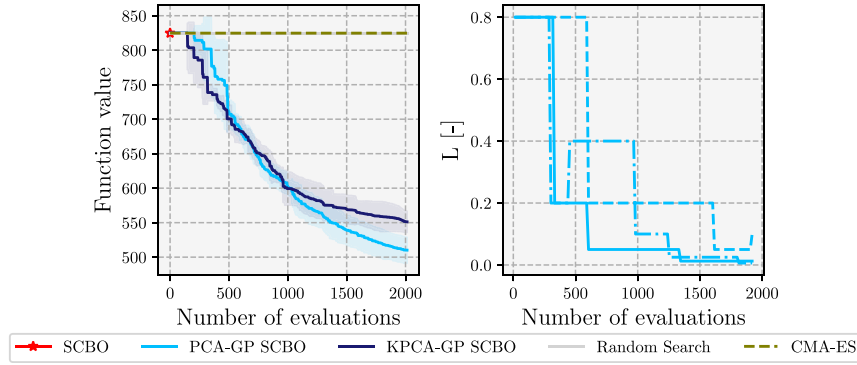 850
800
750
700
650
600
550
500
Function value
0 500 1000 1500 2000
Number of evaluations
0.8
0.6
0.4
0.2
0.0
L [-]
0 500 1000 1500 2000
Number of evaluations
SCBO PCA-GP SCBO KPCA-GP SCBO Random Search CMA-ES